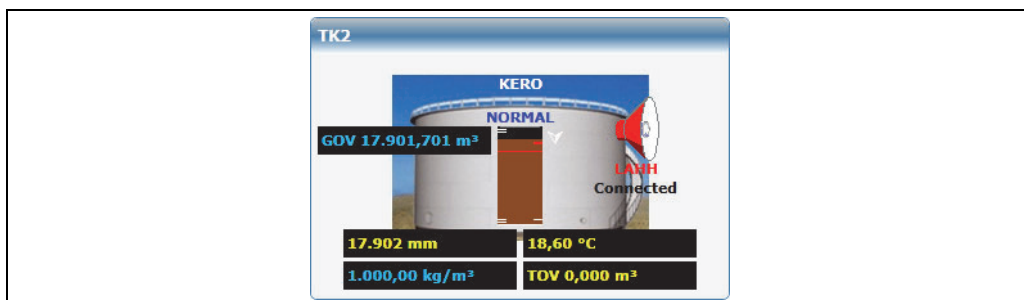 TK2
KERO
NORMAL
GOV 17.901,701 m³
LAHH
Connected
17.902 mm
18,60 °C
1.000,00 kg/m³
TOV 0,000 m³